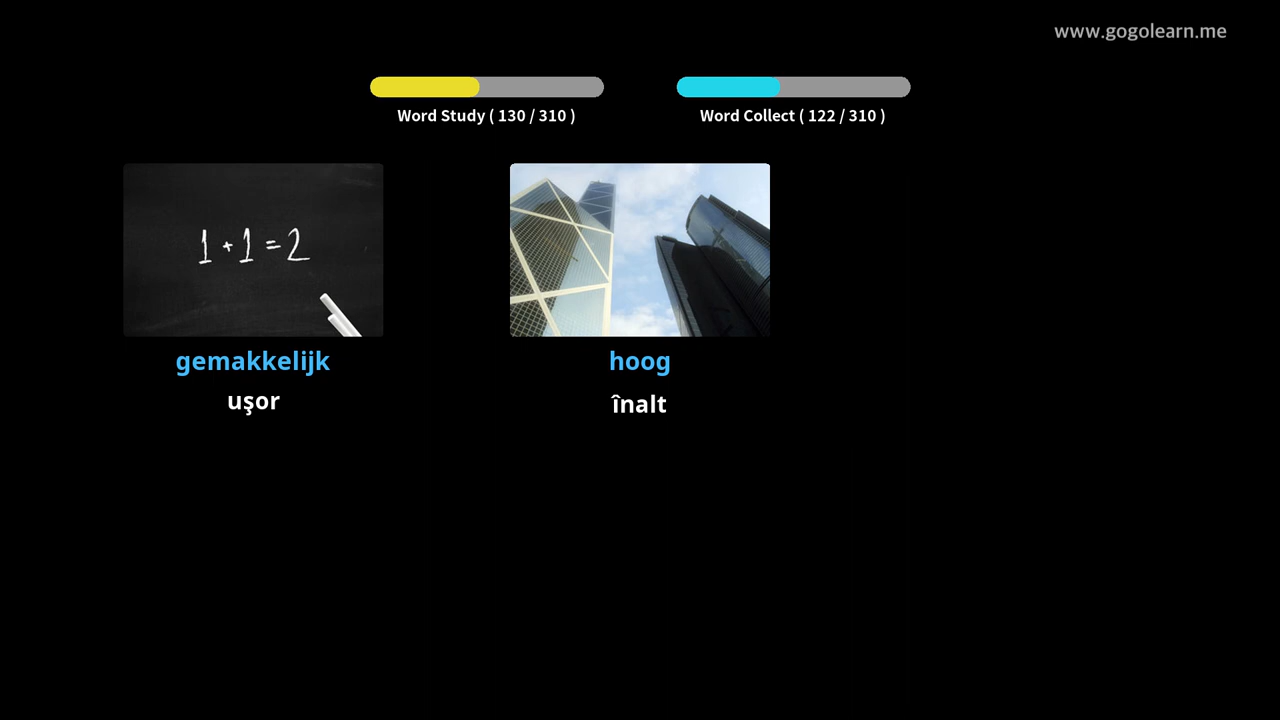 www.gogolearn.me
Word Study ( 130 / 310 )
Word Collect ( 122 / 310 )
1 + 1 = 2
gemakkelijk
uşor
hoog
înalt